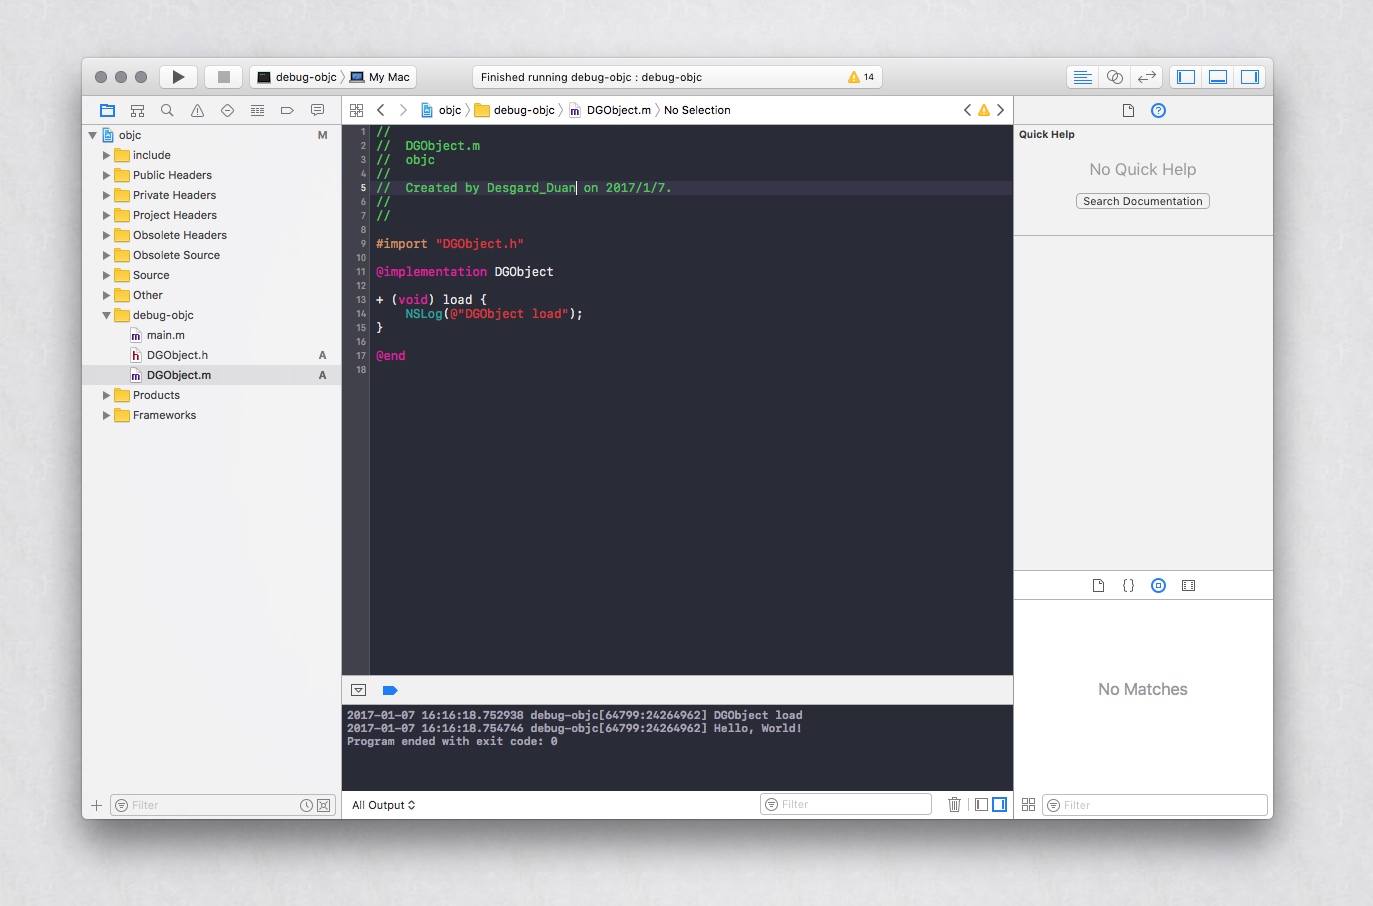 debug-objc
My Mac
Finished running debug-objc : debug-objc
14
objc
debug-objc
DGObject.m
No Selection
objc M
include
Public Headers
Private Headers
Project Headers
Obsolete Headers
Obsolete Source
Source
Other
debug-objc
main.m
DGObject.h A
DGObject.m A
Products
Frameworks
Filter
1 //
2 //  DGObject.m
3 //  objc
4 //
5 //  Created by Desgard_Duan on 2017/1/7.
6 //
7 //
8
9 #import "DGObject.h"
10
11 @implementation DGObject
12
13 + (void) load {
14     NSLog(@"DGObject load");
15 }
16
17 @end
18
2017-01-07 16:16:18.752938 debug-objc[64799:24264962] DGObject load
2017-01-07 16:16:18.754746 debug-objc[64799:24264962] Hello, World!
Program ended with exit code: 0
All Output
Filter
Quick Help
No Quick Help
Search Documentation
{}
No Matches
Filter